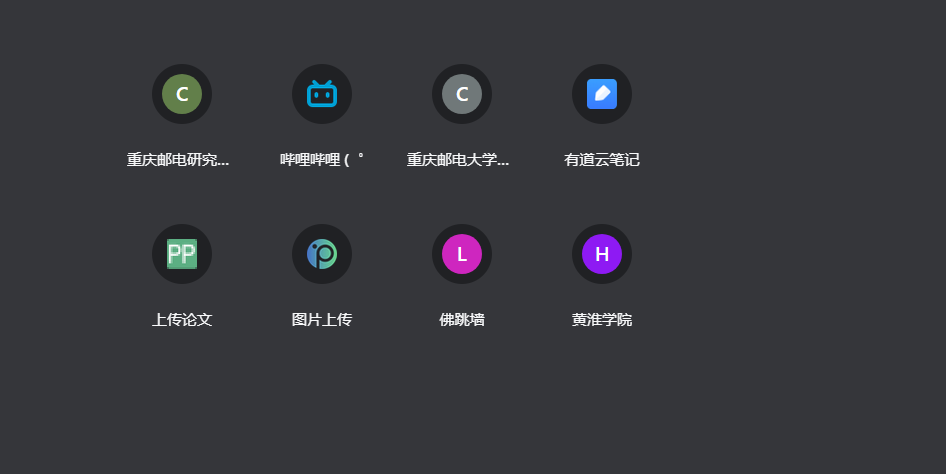 C
C
重庆邮电研究...
哔哩哔哩 ( ゜
重庆邮电大学...
有道云笔记
PP
L
H
上传论文
图片上传
佛跳墙
黄淮学院